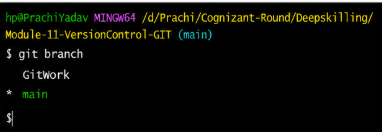 hp@PrachiYadav MINGW64 /d/Prachi/Cognizant-Round/Deepskilling/
Module-11-VersionControl-GIT (main)
$ git branch
GitWork
* main
$